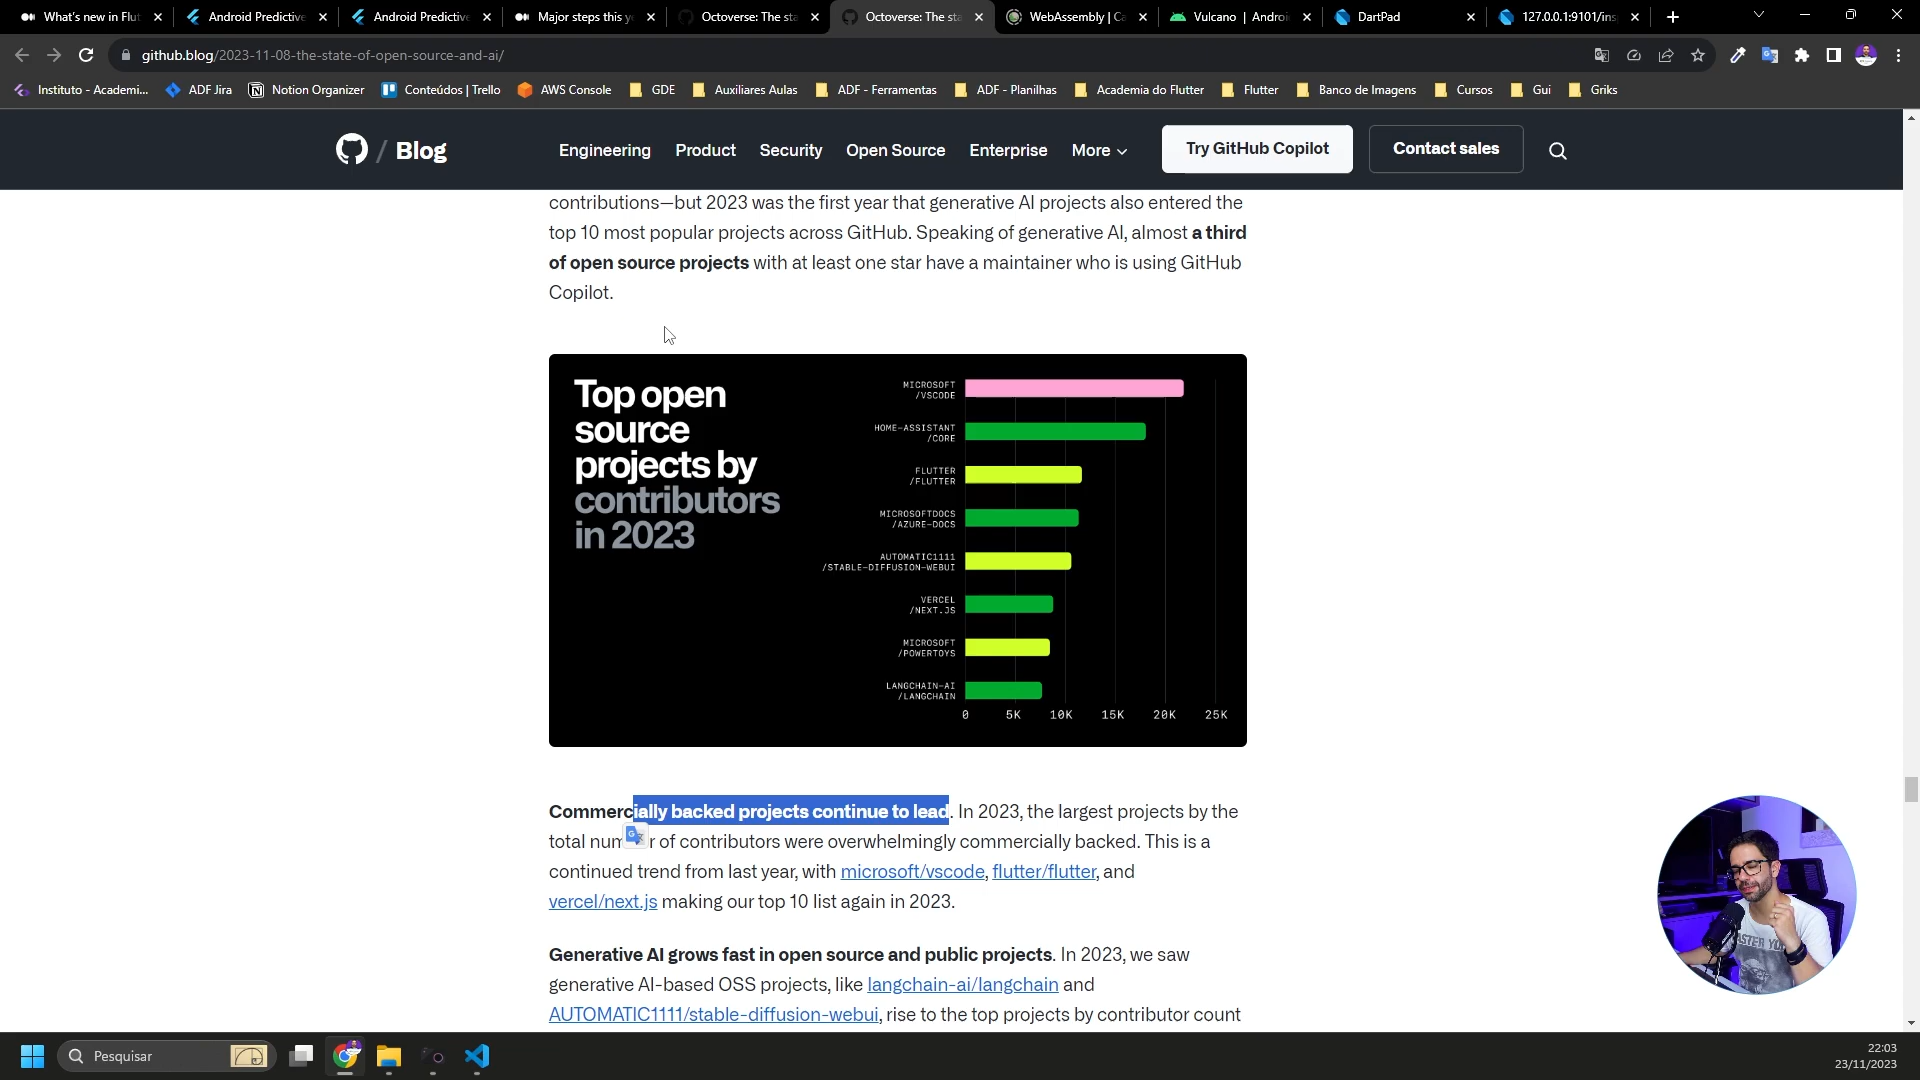 What's new in Flut
Android Predictive
Android Predictive
Major steps this y
Octoverse: The sta
Octoverse: The sta
WebAssembly | Ca
Vulcano | Androi
DartPad
127.0.0.1:9101/ins
github.blog/2023-11-08-the-state-of-open-source-and-ai/
Instituto - Academi...
ADF Jira
Notion Organizer
Conteúdos | Trello
AWS Console
GDE
Auxiliares Aulas
ADF - Ferramentas
ADF - Planilhas
Academia do Flutter
Flutter
Banco de Imagens
Cursos
Gui
Griks
/ Blog
Engineering
Product
Security
Open Source
Enterprise
More
Try GitHub Copilot
Contact sales
contributions—but 2023 was the first year that generative AI projects also entered the
top 10 most popular projects across GitHub. Speaking of generative AI, almost a third
of open source projects with at least one star have a maintainer who is using GitHub
Copilot.
Top open
source
projects by
contributors
in 2023
MICROSOFT
/VSCODE
HOME-ASSISTANT
/CORE
FLUTTER
/FLUTTER
MICROSOFTDOCS
/AZURE-DOCS
AUTOMATIC1111
/STABLE-DIFFUSION-WEBUI
VERCEL
/NEXT.JS
MICROSOFT
/POWERTOYS
LANGCHAIN-AI
/LANGCHAIN
0 5K 10K 15K 20K 25K
Commercially backed projects continue to lead. In 2023, the largest projects by the
total num r of contributors were overwhelmingly commercially backed. This is a
continued trend from last year, with microsoft/vscode, flutter/flutter, and
vercel/next.js making our top 10 list again in 2023.
Generative AI grows fast in open source and public projects. In 2023, we saw
generative AI-based OSS projects, like langchain-ai/langchain and
AUTOMATIC1111/stable-diffusion-webui, rise to the top projects by contributor count
Pesquisar
22:03
23/11/2023